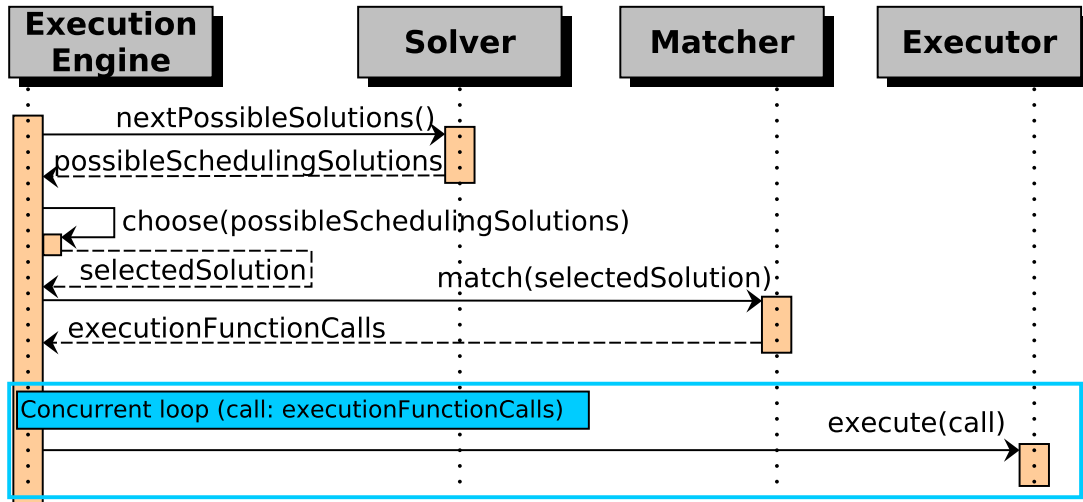 Execution
Engine
Solver
Matcher
Executor
nextPossibleSolutions()
possibleSchedulingSolutions
choose(possibleSchedulingSolutions)
selectedSolution
match(selectedSolution)
executionFunctionCalls
Concurrent loop (call: executionFunctionCalls)
execute(call)